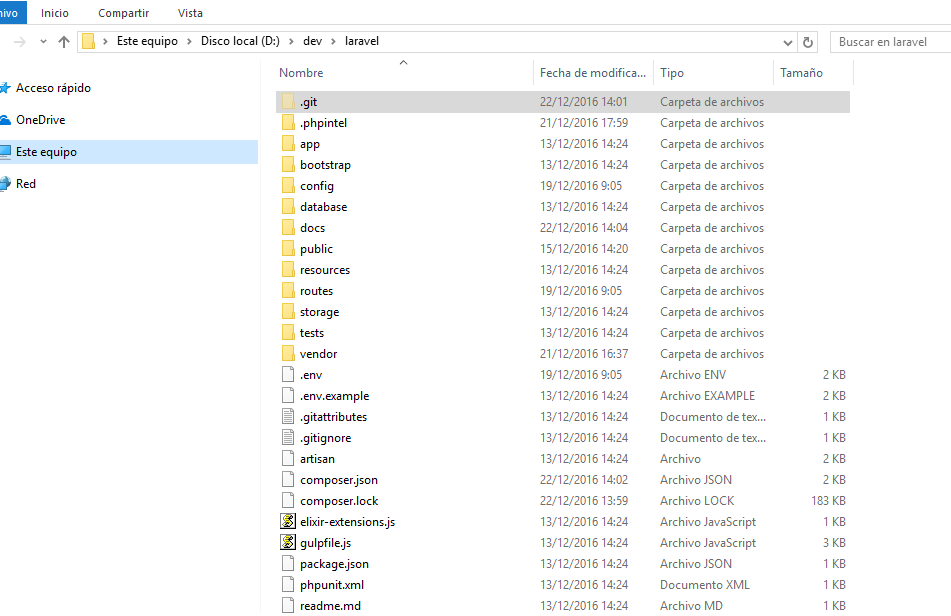 ivo Inicio Compartir Vista
Este equipo > Disco local (D:) > dev > laravel Buscar en laravel
Nombre Fecha de modifica... Tipo Tamaño
Acceso rápido
OneDrive
Este equipo
Red
.git 22/12/2016 14:01 Carpeta de archivos
.phpintel 21/12/2016 17:59 Carpeta de archivos
app 13/12/2016 14:24 Carpeta de archivos
bootstrap 13/12/2016 14:24 Carpeta de archivos
config 19/12/2016 9:05 Carpeta de archivos
database 13/12/2016 14:24 Carpeta de archivos
docs 22/12/2016 14:04 Carpeta de archivos
public 15/12/2016 14:20 Carpeta de archivos
resources 13/12/2016 14:24 Carpeta de archivos
routes 19/12/2016 9:05 Carpeta de archivos
storage 13/12/2016 14:24 Carpeta de archivos
tests 13/12/2016 14:24 Carpeta de archivos
vendor 21/12/2016 16:37 Carpeta de archivos
.env 19/12/2016 9:05 Archivo ENV 2 KB
.env.example 13/12/2016 14:24 Archivo EXAMPLE 2 KB
.gitattributes 13/12/2016 14:24 Documento de tex... 1 KB
.gitignore 13/12/2016 14:24 Documento de tex... 1 KB
artisan 13/12/2016 14:24 Archivo 2 KB
composer.json 22/12/2016 14:02 Archivo JSON 2 KB
composer.lock 22/12/2016 13:59 Archivo LOCK 183 KB
elixir-extensions.js 13/12/2016 14:24 Archivo JavaScript 1 KB
gulpfile.js 13/12/2016 14:24 Archivo JavaScript 3 KB
package.json 13/12/2016 14:24 Archivo JSON 1 KB
phpunit.xml 13/12/2016 14:24 Documento XML 1 KB
readme.md 13/12/2016 14:24 Archivo MD 1 KB